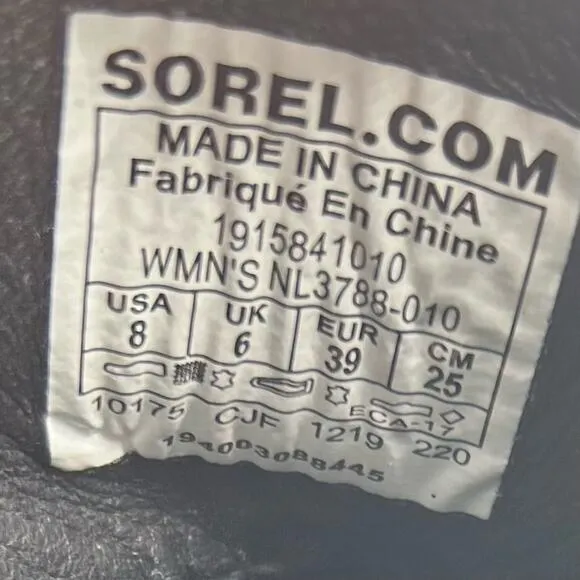 SOREL.COM
MADE IN CHINA
Fabriqué En Chine
1915841010
WMN'S NL3788-010
USA UK EUR CM
8 6 39 25
ECA-17
10175 CJF 1219 220
194003088445